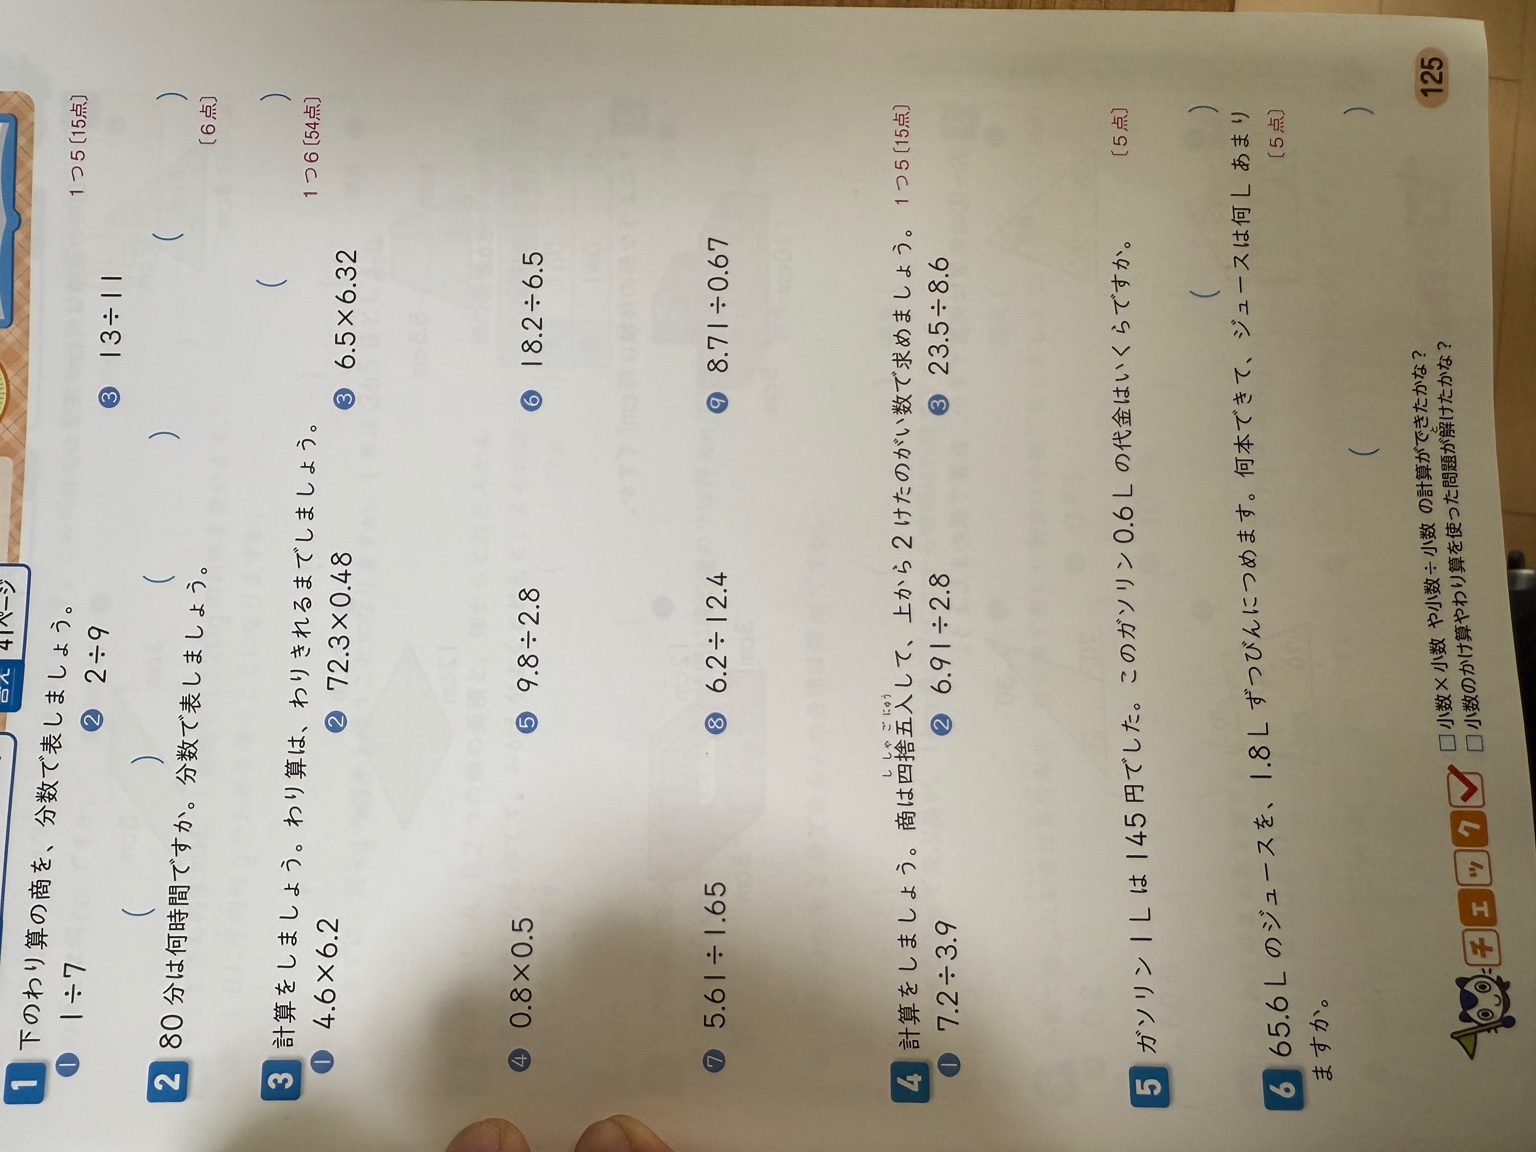 答え 41ページ
1 下のわり算の商を、分数で表しましょう。 1つ5〔15点〕
① 1÷7 ② 2÷9 ③ 13÷11
( ) ( ) ( )
2 80分は何時間ですか。分数で表しましょう。 〔6点〕
( )
3 計算をしましょう。わり算は、わりきれるまでしましょう。 1つ6〔54点〕
① 4.6×6.2 ② 72.3×0.48 ③ 6.5×6.32
④ 0.8×0.5 ⑤ 9.8÷2.8 ⑥ 18.2÷6.5
⑦ 5.61÷1.65 ⑧ 6.2÷12.4 ⑨ 8.71÷0.67
4 計算をしましょう。商は四捨五入して、上から2けたのがい数で求めましょう。 1つ5〔15点〕
ししゃごにゅう
① 7.2÷3.9 ② 6.91÷2.8 ③ 23.5÷8.6
5 ガソリン1Lは145円でした。このガソリン0.6Lの代金はいくらですか。 〔5点〕
( )
6 65.6Lのジュースを、1.8Lずつびんにつめます。何本できて、ジュースは何Lあまり
ますか。 〔5点〕
( )
チェック
□小数×小数 や小数÷小数 の計算ができたかな?
□小数のかけ算やわり算を使った問題が解けたかな?
と
125